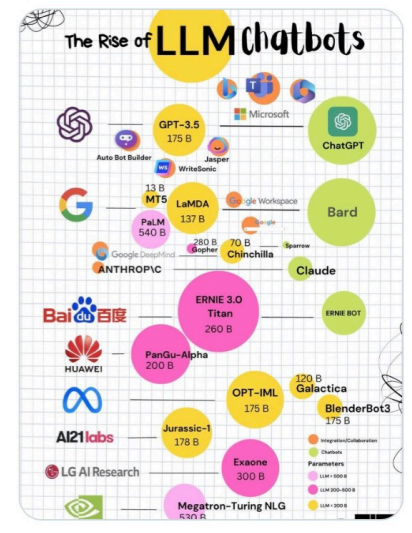 The Rise of LLM Chatbots
Microsoft
GPT-3.5
175 B
ChatGPT
Auto Bot Builder
Jasper
WriteSonic
13 B
MT5
LaMDA
137 B
Google Workspace
Google
PaLM
540 B
Bard
Google DeepMind
280 B
Gopher
70 B
Chinchilla
Sparrow
ANTHROP\C
Claude
Bai du 百度
ERNIE 3.0
Titan
260 B
ERNIE BOT
HUAWEI
PanGu-Alpha
200 B
OPT-IML
175 B
120 B
Galactica
BlenderBot3
175 B
AI21 labs
Jurassic-1
178 B
LG AI Research
Exaone
300 B
Integration/Collaboration
Chatbots
Parameters
LLM > 500 B
LLM 200-500 B
LLM < 200 B
Megatron-Turing NLG
530 B